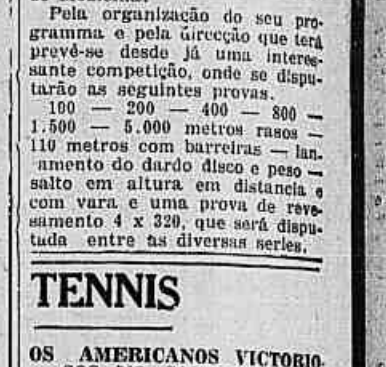 Pela organização do seu pro-
gramma e pela direcção que terá
prevê-se desde já uma interes-
sante competição, onde se dispu-
tarão as seguintes provas.
100 — 200 — 400 — 800 —
1.500 — 5.000 metros rasos —
110 metros com barreiras — lan-
amento do dardo disco e peso —
salto em altura em distancia e
com vara e uma prova de reve-
samento 4 x 320, que será dispu-
tada entre as diversas series.
TENNIS
OS AMERICANOS VICTORIO-